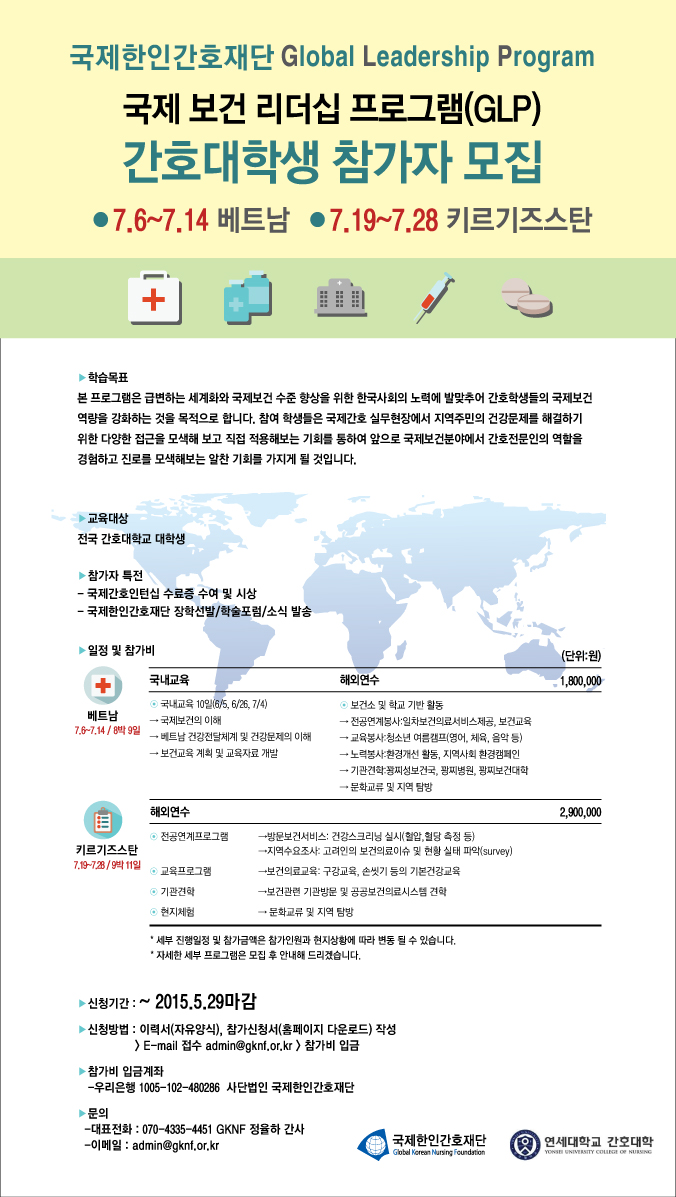 국제한인간호재단 Global Leadership Program
국제 보건 리더십 프로그램(GLP)
간호대학생 참가자 모집
●7.6~7.14 베트남 ●7.19~7.28 키르기즈스탄
▶학습목표
본 프로그램은 급변하는 세계화와 국제보건 수준 향상을 위한 한국사회의 노력에 발맞추어 간호학생들의 국제보건
역량을 강화하는 것을 목적으로 합니다. 참여 학생들은 국제간호 실무현장에서 지역주민의 건강문제를 해결하기
위한 다양한 접근을 모색해 보고 직접 적용해보는 기회를 통하여 앞으로 국제보건분야에서 간호전문인의 역할을
경험하고 진로를 모색해보는 알찬 기회를 가지게 될 것입니다.
▶교육대상
전국 간호대학교 대학생
▶참가자 특전
- 국제간호인턴십 수료증 수여 및 시상
- 국제한인간호재단 장학선발/학술포럼/소식 발송
▶일정 및 참가비
(단위:원)
베트남
7.6~7.14 / 8박 9일
국내교육
⊙ 국내교육 10일(6/5, 6/26, 7/4)
→ 국제보건의 이해
→ 베트남 건강전달체계 및 건강문제의 이해
→ 보건교육 계획 및 교육자료 개발
해외연수 1,800,000
⊙ 보건소 및 학교 기반 활동
→ 전공연계봉사:일차보건의료서비스제공, 보건교육
→ 교육봉사:청소년 여름캠프(영어, 체육, 음악 등)
→ 노력봉사:환경개선 활동, 지역사회 환경캠페인
→ 기관견학:꽝찌성보건국, 꽝찌병원, 꽝찌보건대학
→ 문화교류 및 지역 탐방
키르기즈스탄
7.19~7.28 / 9박 11일
해외연수 2,900,000
⊙ 전공연계프로그램 →방문보건서비스: 건강스크리닝 실시(혈압,혈당 측정 등)
→지역수요조사: 고려인의 보건의료이슈 및 현황 실태 파악(survey)
⊙ 교육프로그램 →보건의료교육: 구강교육, 손씻기 등의 기본건강교육
⊙ 기관견학 →보건관련 기관방문 및 공공보건의료시스템 견학
⊙ 현지체험 → 문화교류 및 지역 탐방
* 세부 진행일정 및 참가금액은 참가인원과 현지상황에 따라 변동 될 수 있습니다.
* 자세한 세부 프로그램은 모집 후 안내해 드리겠습니다.
▶신청기간 : ~ 2015.5.29마감
▶신청방법 : 이력서(자유양식), 참가신청서(홈페이지 다운로드) 작성
> E-mail 접수 admin@gknf.or.kr > 참가비 입금
▶참가비 입금계좌
-우리은행 1005-102-480286 사단법인 국제한인간호재단
▶문의
-대표전화 : 070-4335-4451 GKNF 정율하 간사
-이메일 : admin@gknf.or.kr
국제한인간호재단
Global Korean Nursing Foundation
연세대학교 간호대학
YONSEI UNIVERSITY COLLEGE OF NURSING